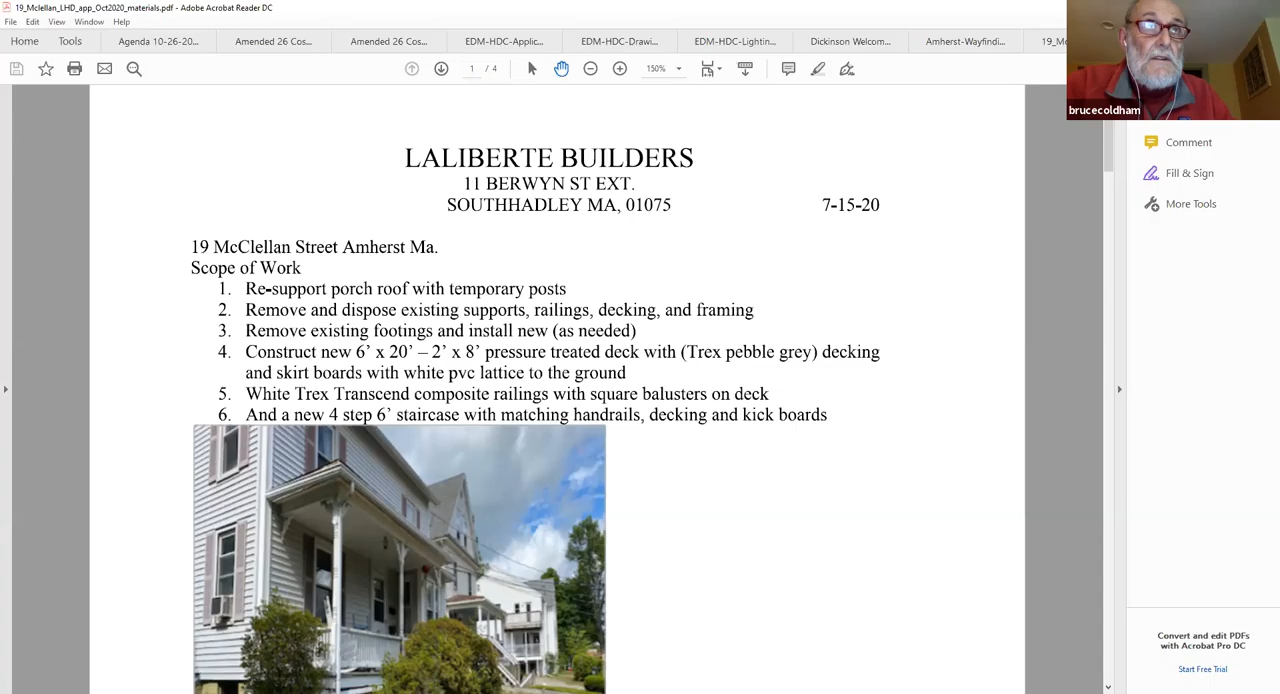 19_Mclellan_LHD_app_Oct2020_materials.pdf - Adobe Acrobat Reader DC
File Edit View Window Help
Home Tools Agenda 10-26-20... Amended 26 Cos... Amended 26 Cos... EDM-HDC-Applic... EDM-HDC-Drawi... EDM-HDC-Lightin... Dickinson Welcom... Amherst-Wayfindi... 19_Mc
1 / 4 150%
brucecoldham
Comment
Fill & Sign
More Tools
LALIBERTE BUILDERS
11 BERWYN ST EXT.
SOUTHHADLEY MA, 01075 7-15-20
19 McClellan Street Amherst Ma.
Scope of Work
1. Re-support porch roof with temporary posts
2. Remove and dispose existing supports, railings, decking, and framing
3. Remove existing footings and install new (as needed)
4. Construct new 6’ x 20’ – 2’ x 8’ pressure treated deck with (Trex pebble grey) decking
and skirt boards with white pvc lattice to the ground
5. White Trex Transcend composite railings with square balusters on deck
6. And a new 4 step 6’ staircase with matching handrails, decking and kick boards
Convert and edit PDFs
with Acrobat Pro DC
Start Free Trial